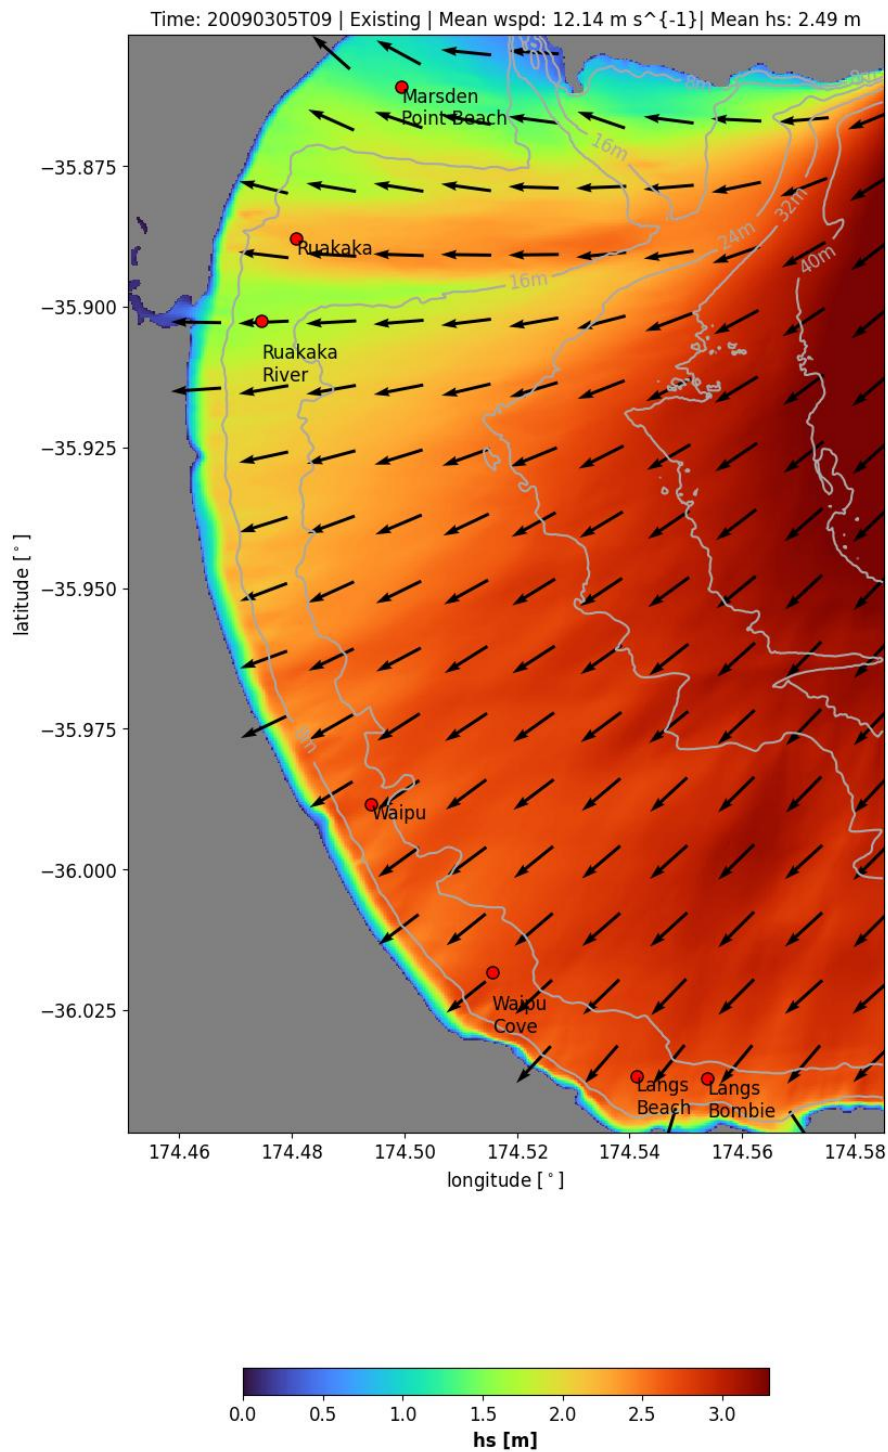 Time: 20090305T09 | Existing | Mean wspd: 12.14 m s^{-1}| Mean hs: 2.49 m
8m
8m
Marsden
Point Beach
16m
−35.875
32m
24m
Ruakaka
40m
16m
−35.900
Ruakaka
River
−35.925
latitude [°]
−35.950
−35.975
8m
Waipu
−36.000
−36.025
Waipu
Cove
Langs
Beach
Langs
Bombie
174.46 174.48 174.50 174.52 174.54 174.56 174.58
longitude [°]
0.0 0.5 1.0 1.5 2.0 2.5 3.0
hs [m]